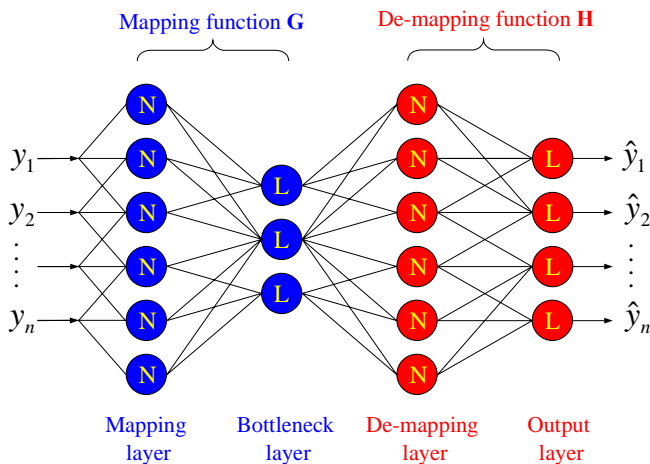 Mapping function G
De-mapping function H
N
N
y₁
N
L
N
L
ŷ₁
y₂
N
L
N
L
ŷ₂
N
L
N
L
yₙ
N
N
L
ŷₙ
N
N
Mapping layer
Bottleneck layer
De-mapping layer
Output layer